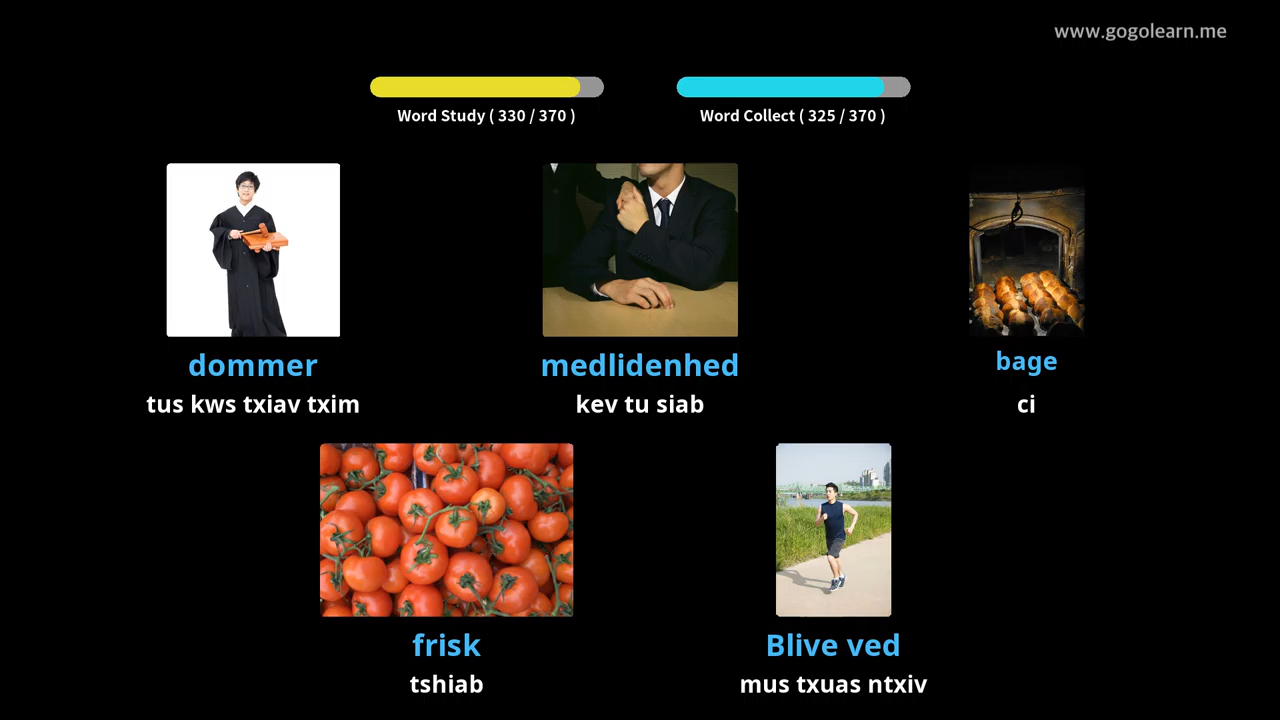 www.gogolearn.me
Word Study ( 330 / 370 )
Word Collect ( 325 / 370 )
dommer
tus kws txiav txim
medlidenhed
kev tu siab
bage
ci
frisk
tshiab
Blive ved
mus txuas ntxiv